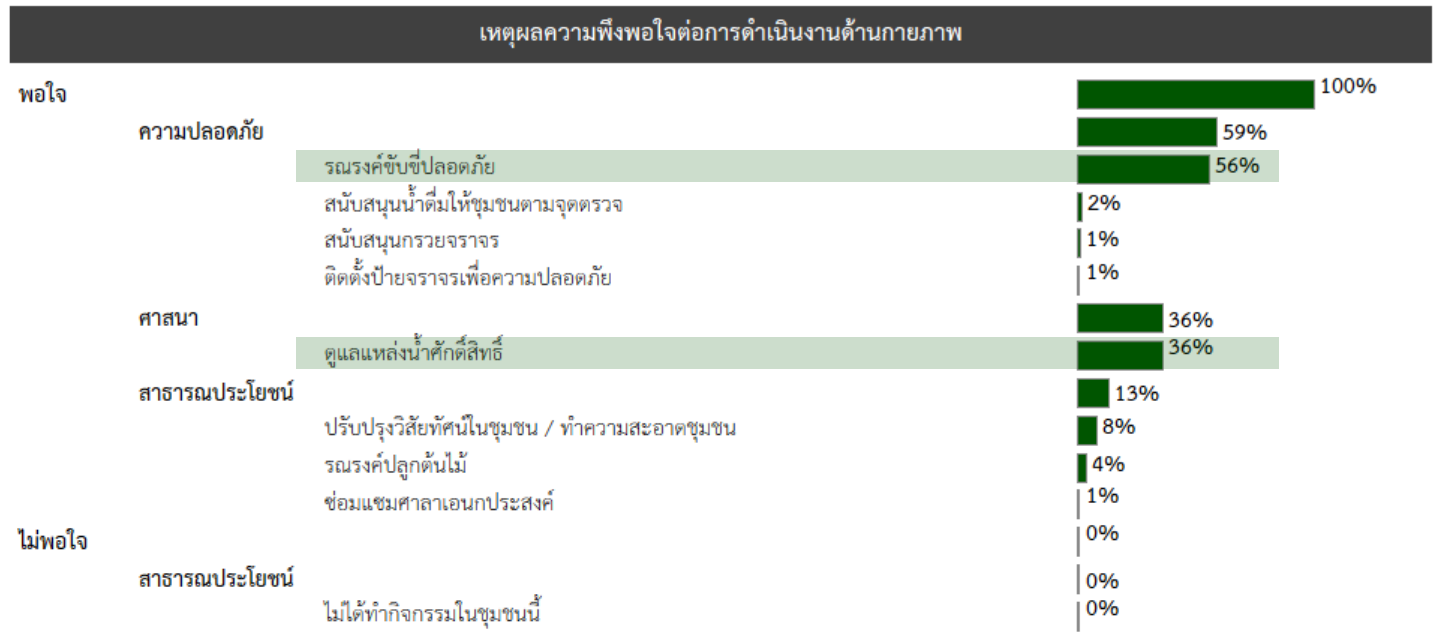 เหตุผลความพึงพอใจต่อการดำเนินงานด้านกายภาพ
พอใจ 100%
ความปลอดภัย 59%
รณรงค์ขับขี่ปลอดภัย 56%
สนับสนุนน้ำดื่มให้ชุมชนตามจุดตรวจ 2%
สนับสนุนกรวยจราจร 1%
ติดตั้งป้ายจราจรเพื่อความปลอดภัย 1%
ศาสนา 36%
ดูแลแหล่งน้ำศักดิ์สิทธิ์ 36%
สาธารณประโยชน์ 13%
ปรับปรุงวิสัยทัศน์ในชุมชน / ทำความสะอาดชุมชน 8%
รณรงค์ปลูกต้นไม้ 4%
ซ่อมแซมศาลาเอนกประสงค์ 1%
ไม่พอใจ 0%
สาธารณประโยชน์ 0%
ไม่ได้ทำกิจกรรมในชุมชนนี้ 0%